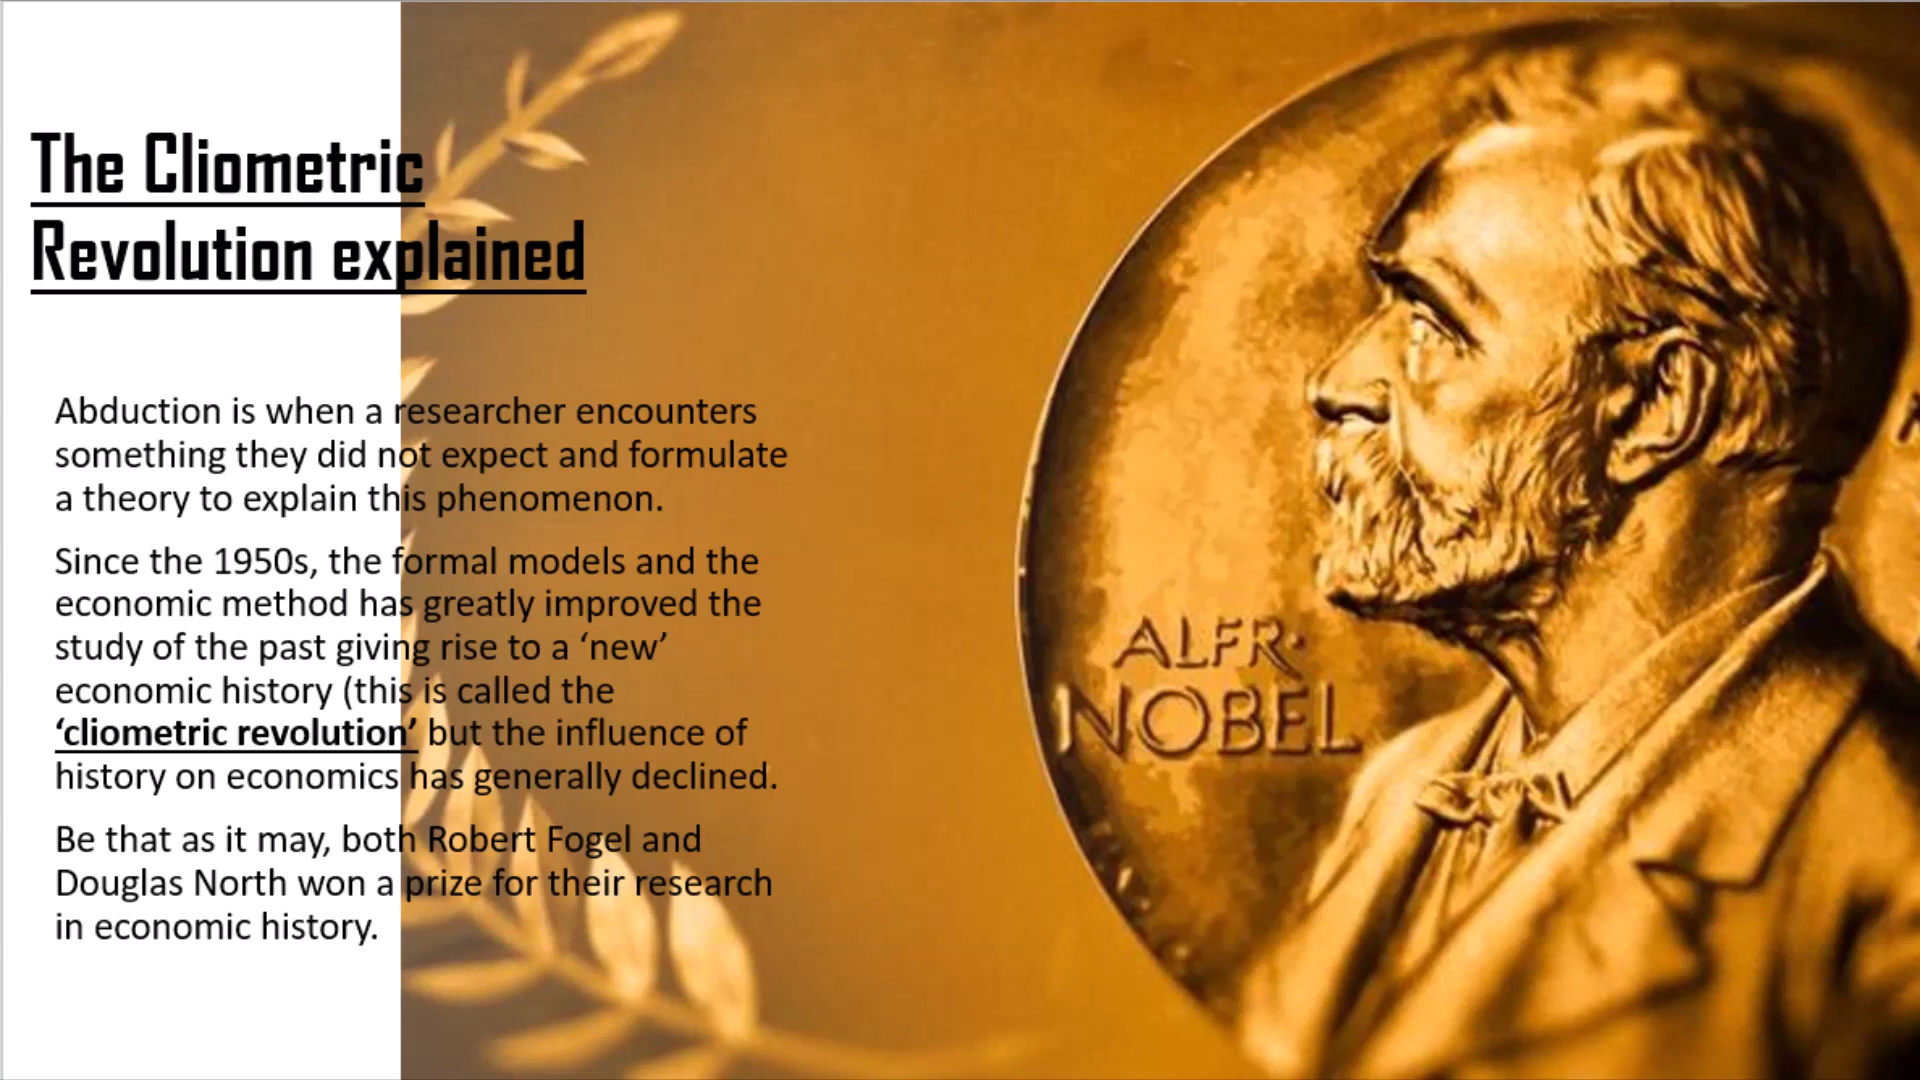 The Cliometric
Revolution explained
Abduction is when a researcher encounters
something they did not expect and formulate
a theory to explain this phenomenon.
Since the 1950s, the formal models and the
economic method has greatly improved the
study of the past giving rise to a ‘new’
economic history (this is called the
‘cliometric revolution’ but the influence of
history on economics has generally declined.
Be that as it may, both Robert Fogel and
Douglas North won a prize for their research
in economic history.
ALFR·
NOBEL